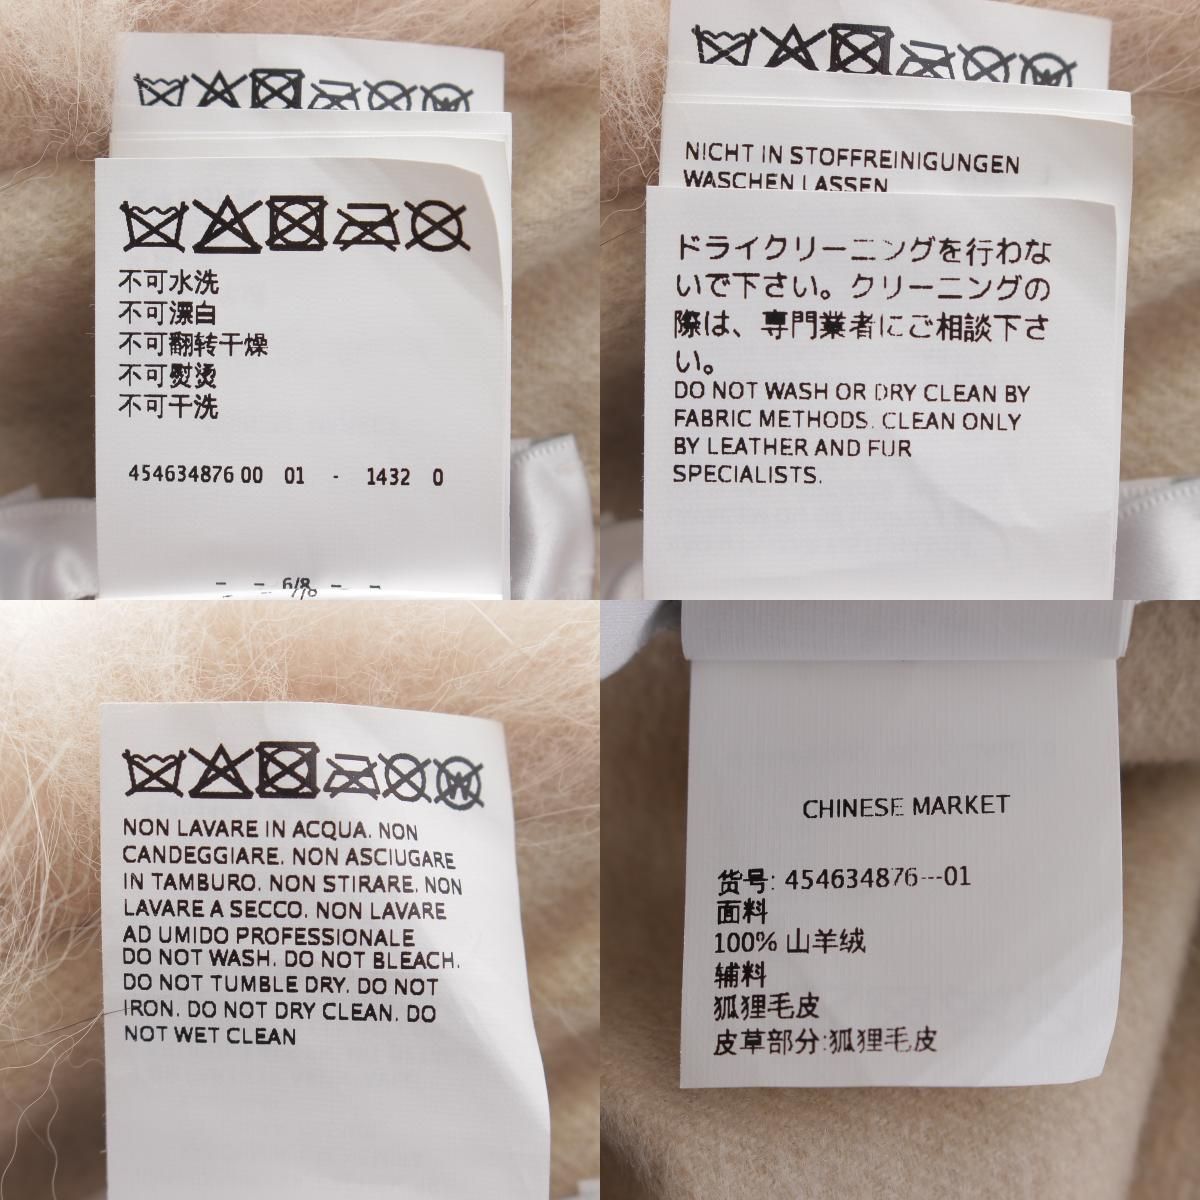 不可水洗
不可漂白
不可翻转干燥
不可熨烫
不可干洗
454634876 00 01 - 1432 0
- - 6/8 - -
NICHT IN STOFFREINIGUNGEN
WASCHEN LASSEN
ドライクリーニングを行わな
いで下さい。クリーニングの
際は、専門業者にご相談下さ
い。
DO NOT WASH OR DRY CLEAN BY
FABRIC METHODS. CLEAN ONLY
BY LEATHER AND FUR
SPECIALISTS.
NON LAVARE IN ACQUA. NON
CANDEGGIARE. NON ASCIUGARE
IN TAMBURO. NON STIRARE. NON
LAVARE A SECCO. NON LAVARE
AD UMIDO PROFESSIONALE
DO NOT WASH. DO NOT BLEACH.
DO NOT TUMBLE DRY. DO NOT
IRON. DO NOT DRY CLEAN. DO
NOT WET CLEAN
CHINESE MARKET
货号: 454634876---01
面料
100% 山羊绒
辅料
狐狸毛皮
皮草部分:狐狸毛皮